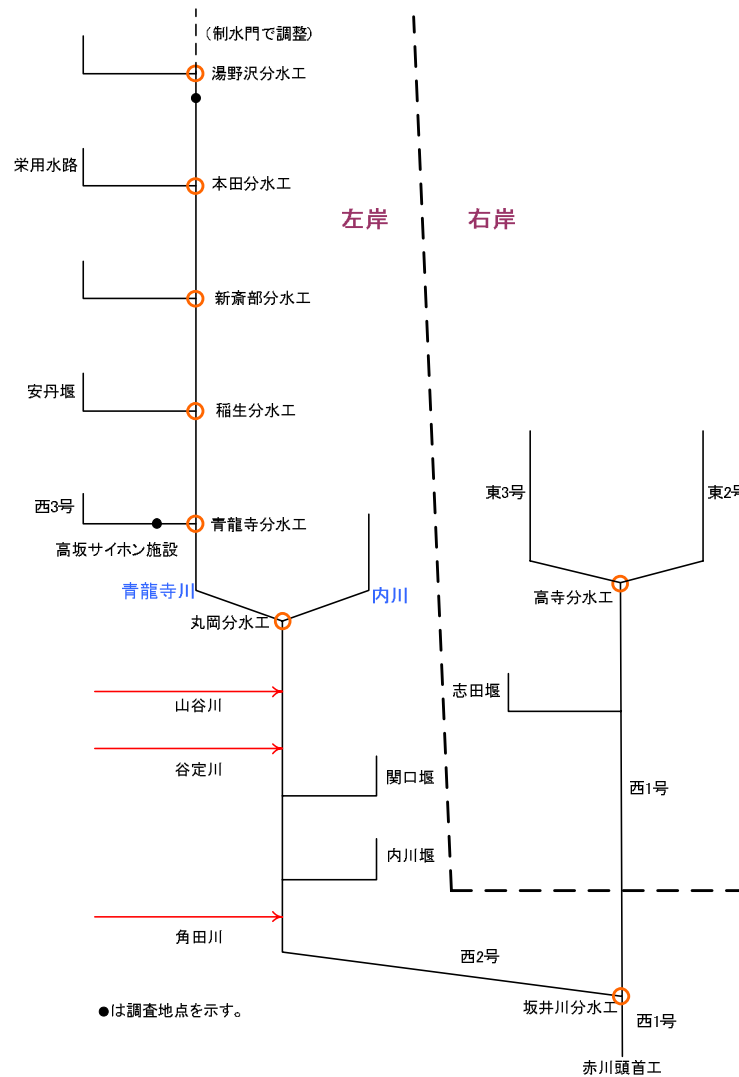 (制水門で調整)
湯野沢分水工
栄用水路
本田分水工
左岸
右岸
新斎部分水工
安丹堰
稲生分水工
西3号
青龍寺分水工
高坂サイホン施設
東3号
東2号
青龍寺川
内川
高寺分水工
丸岡分水工
山谷川
志田堰
谷定川
関口堰
西1号
内川堰
角田川
西2号
坂井川分水工
西1号
●は調査地点を示す。
赤川頭首工